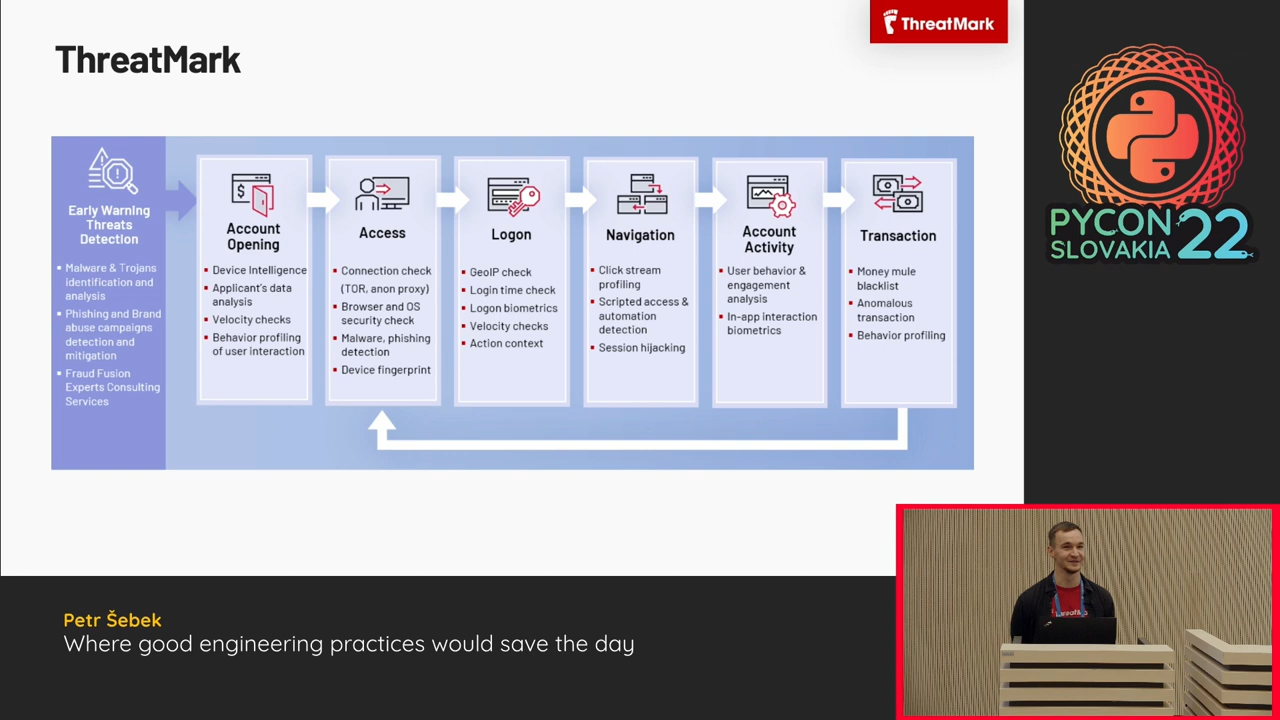 ThreatMark
ThreatMark
Early Warning
Threats
Detection
▪ Malware & Trojans
identification and
analysis
▪ Phishing and Brand
abuse campaigns
detection and
mitigation
▪ Fraud Fusion
Experts Consulting
Services
Account
Opening
▪ Device Intelligence
▪ Applicant's data
analysis
▪ Velocity checks
▪ Behavior profiling
of user interaction
Access
▪ Connection check
(TOR, anon proxy)
▪ Browser and OS
security check
▪ Malware, phishing
detection
▪ Device fingerprint
Logon
▪ GeoIP check
▪ Login time check
▪ Logon biometrics
▪ Velocity checks
▪ Action context
Navigation
▪ Click stream
profiling
▪ Scripted access &
automation
detection
▪ Session hijacking
Account
Activity
▪ User behavior &
engagement
analysis
▪ In-app interaction
biometrics
Transaction
▪ Money mule
blacklist
▪ Anomalous
transaction
▪ Behavior profiling
PYCON
SLOVAKIA 22
Petr Šebek
Where good engineering practices would save the day